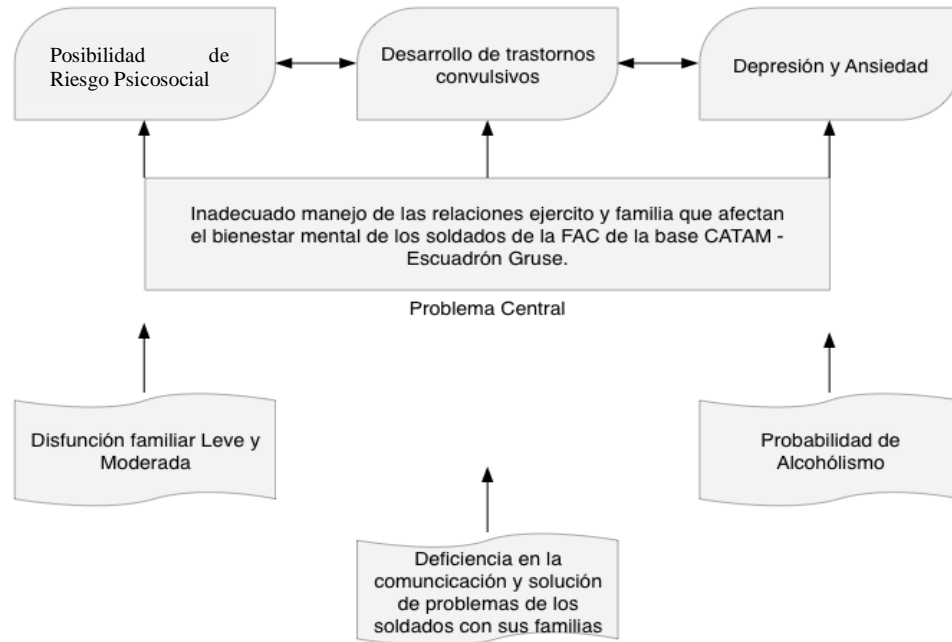 Posibilidad de
Riesgo Psicosocial
Desarrollo de trastornos
convulsivos
Depresión y Ansiedad
Inadecuado manejo de las relaciones ejercito y familia que afectan
el bienestar mental de los soldados de la FAC de la base CATAM -
Escuadrón Gruse.
Problema Central
Disfunción familiar Leve y
Moderada
Probabilidad de
Alcohólismo
Deficiencia en la
comuncicación y solución
de problemas de los
soldados con sus familias